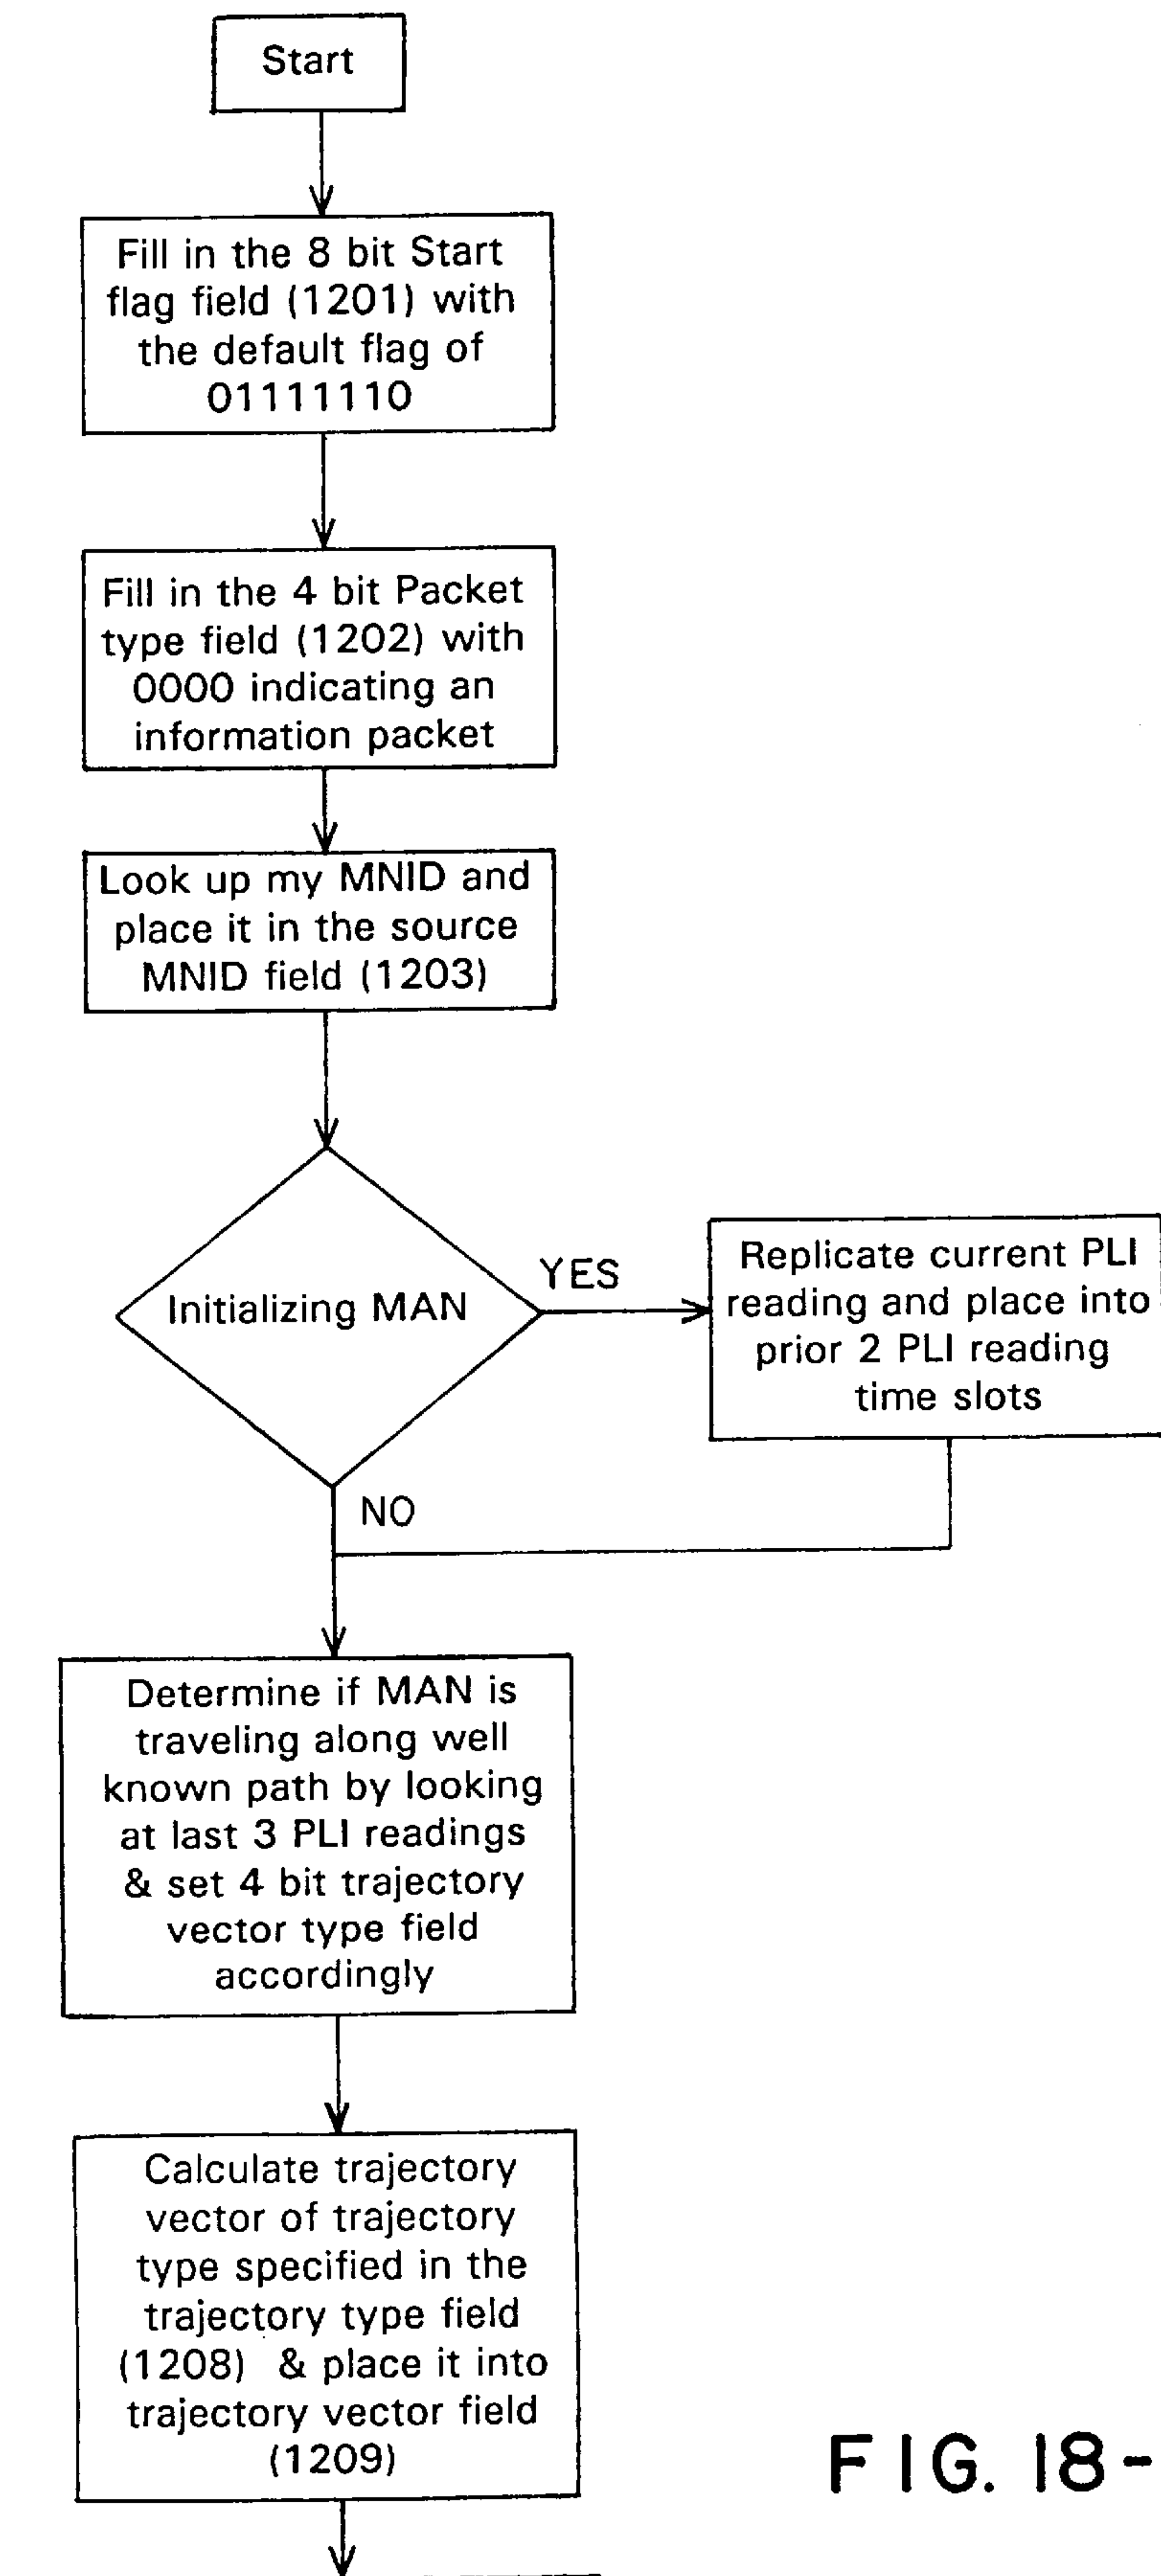 Start
Fill in the 8 bit Start
flag field (1201) with
the default flag of
01111110
Fill in the 4 bit Packet
type field (1202) with
0000 indicating an
information packet
Look up my MNID and
place it in the source
MNID field (1203)
Initializing MAN
YES
Replicate current PLI
reading and place into
prior 2 PLI reading
time slots
NO
Determine if MAN is
traveling along well
known path by looking
at last 3 PLI readings
& set 4 bit trajectory
vector type field
accordingly
Calculate trajectory
vector of trajectory
type specified in the
trajectory type field
(1208) & place it into
trajectory vector field
(1209)
FIG. 18-